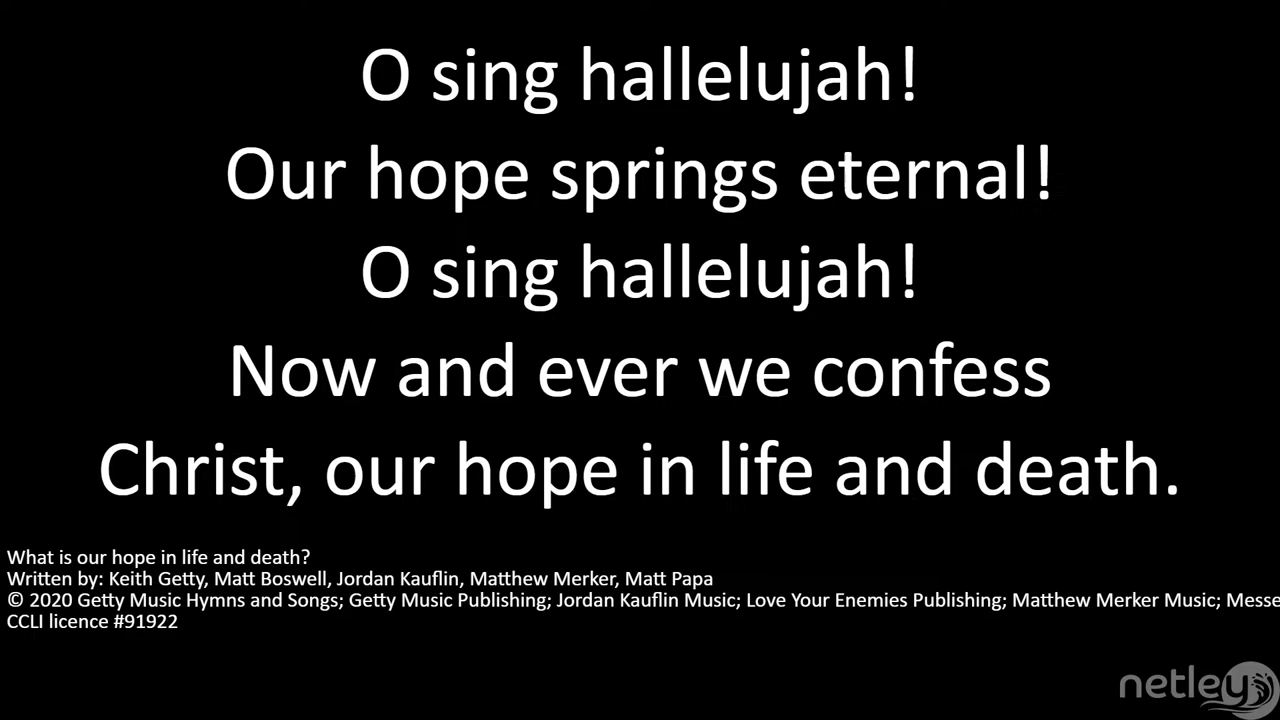 O sing hallelujah!
Our hope springs eternal!
O sing hallelujah!
Now and ever we confess
Christ, our hope in life and death.
What is our hope in life and death?
Written by: Keith Getty, Matt Boswell, Jordan Kauflin, Matthew Merker, Matt Papa
© 2020 Getty Music Hymns and Songs; Getty Music Publishing; Jordan Kauflin Music; Love Your Enemies Publishing; Matthew Merker Music; Messe
CCLI licence #91922
netley